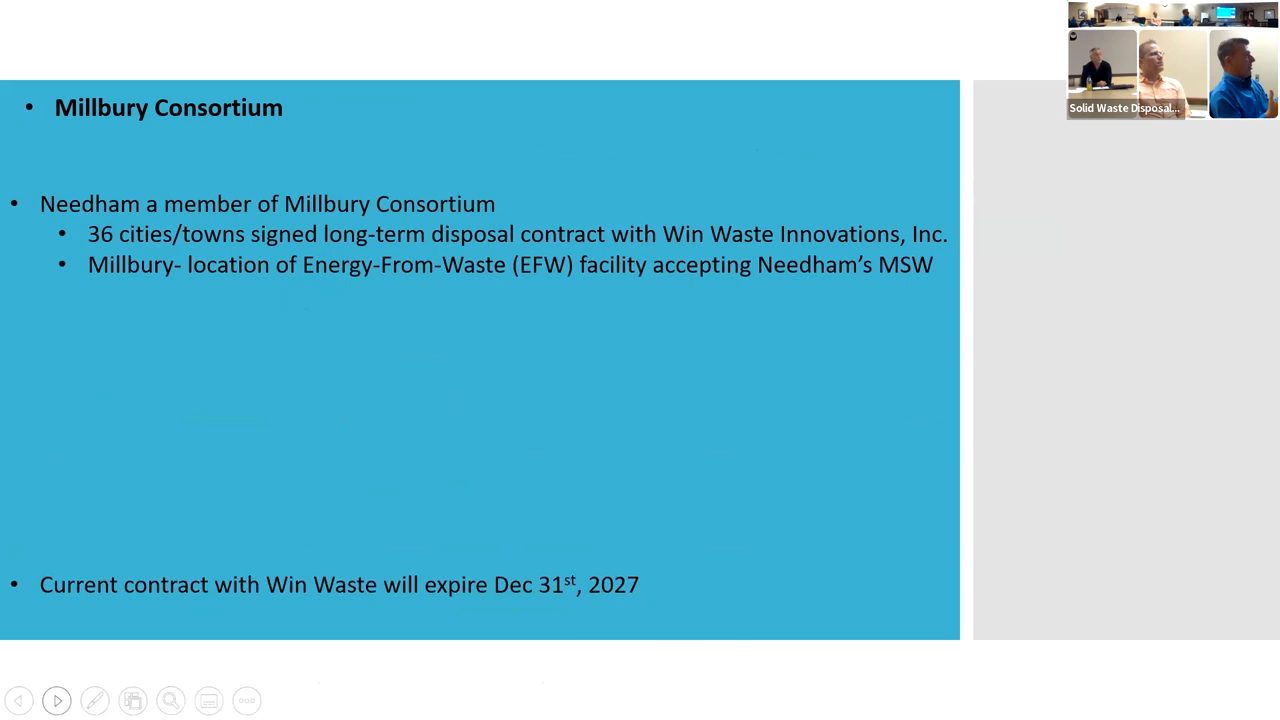 Millbury Consortium
Needham a member of Millbury Consortium
36 cities/towns signed long-term disposal contract with Win Waste Innovations, Inc.
Millbury- location of Energy-From-Waste (EFW) facility accepting Needham’s MSW
Current contract with Win Waste will expire Dec 31st, 2027
Solid Waste Disposal...